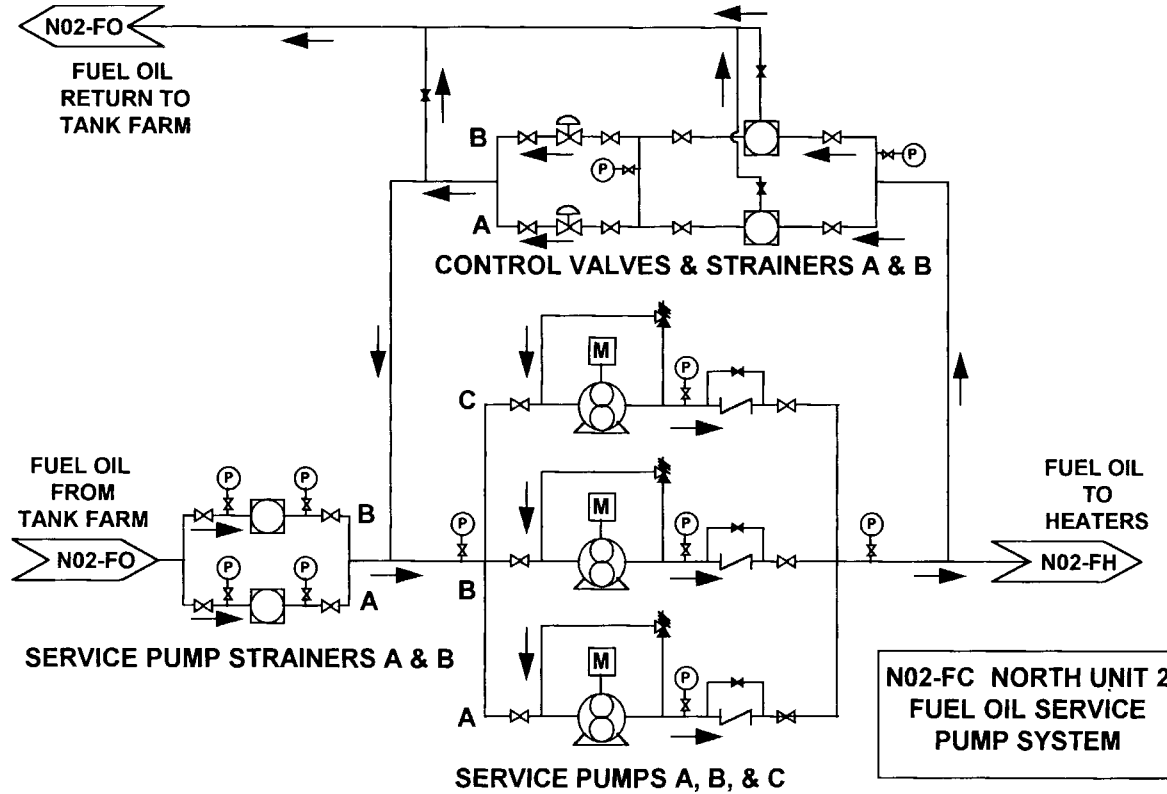 N02-FO
FUEL OIL
RETURN TO
TANK FARM
B
P
P
A
CONTROL VALVES & STRAINERS A & B
M
P
C
FUEL OIL
FROM
TANK FARM
N02-FO
P
P
B
P
P
A
SERVICE PUMP STRAINERS A & B
P
B
M
P
P
FUEL OIL
TO
HEATERS
N02-FH
M
P
A
SERVICE PUMPS A, B, & C
N02-FC NORTH UNIT 2
FUEL OIL SERVICE
PUMP SYSTEM